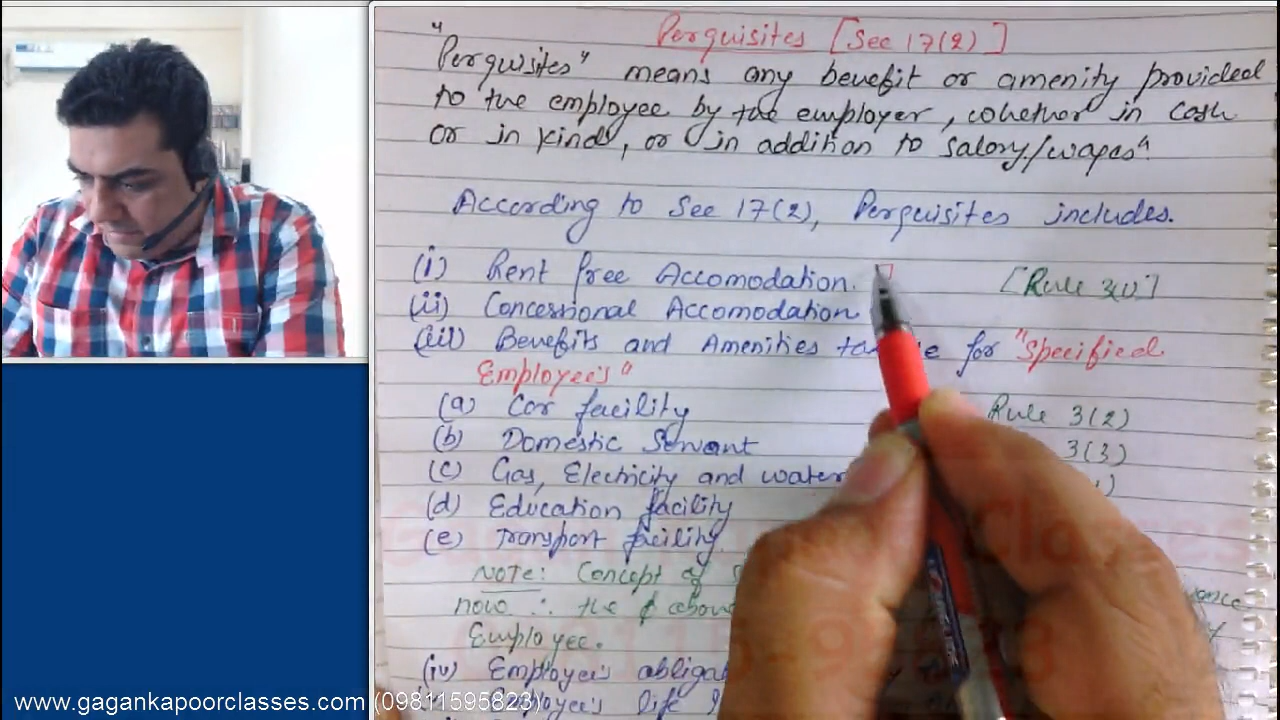 Perquisites [Sec 17(2)]
"Perquisites" means any benefit or amenity provided
to the employee by the employer, whether in cash
or in kind, or in addition to salary/wages".
According to Sec 17(2), Perquisites includes.
(i) Rent free Accomodation. [Rule 3(1)]
(ii) Concessional Accomodation
(iii) Benefits and Amenities for "Specified
Employee's"
(a) Car facility Rule 3(2)
(b) Domestic Servant 3(3)
(c) Gas, Electricity and water
(d) Education facility
(e) Transport facility.
NOTE: Concept of
now ∴ the above
Employee.
(iv) Employee's
Employee's life
www.gagankapoorclasses.com (09811595823)